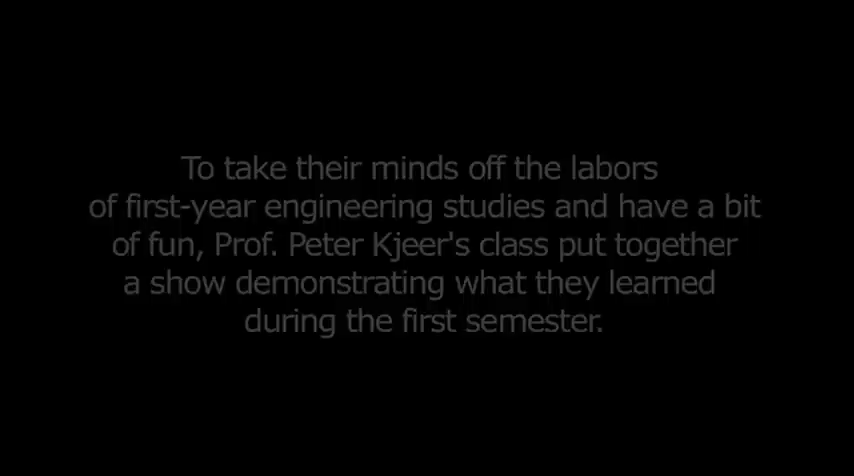 To take their minds off the labors
of first-year engineering studies and have a bit
of fun, Prof. Peter Kjeer's class put together
a show demonstrating what they learned
during the first semester.